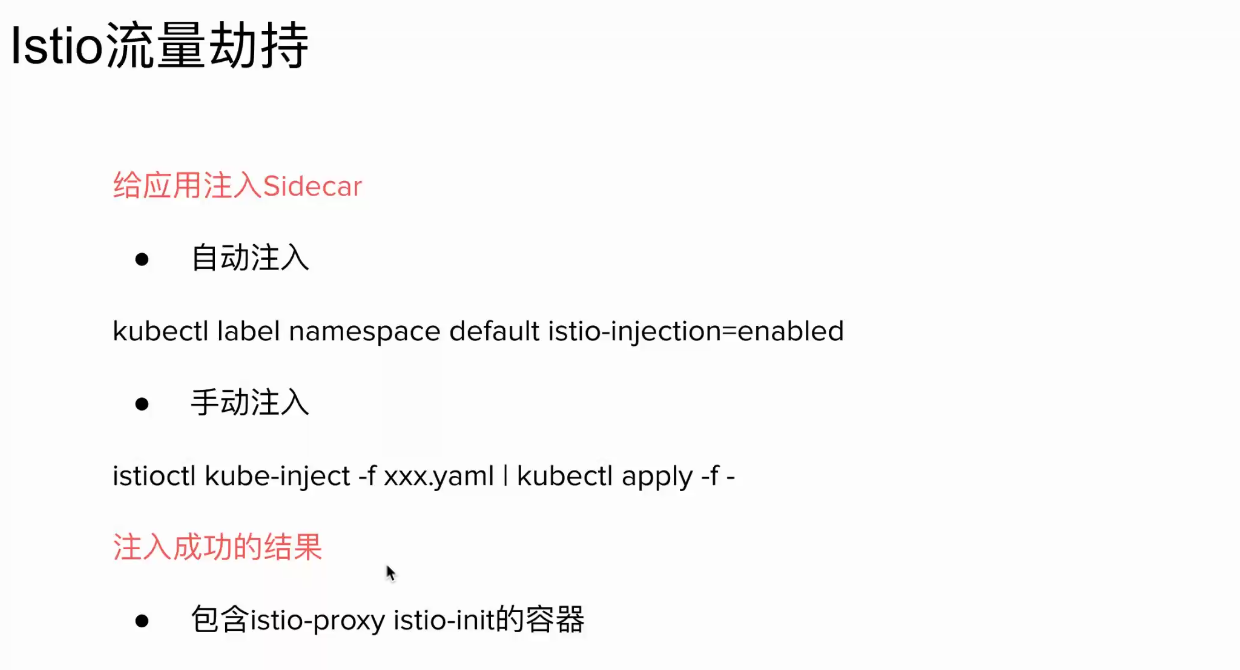 Istio流量劫持
给应用注入Sidecar
● 自动注入
kubectl label namespace default istio-injection=enabled
● 手动注入
istioctl kube-inject -f xxx.yaml | kubectl apply -f -
注入成功的结果
● 包含istio-proxy istio-init的容器